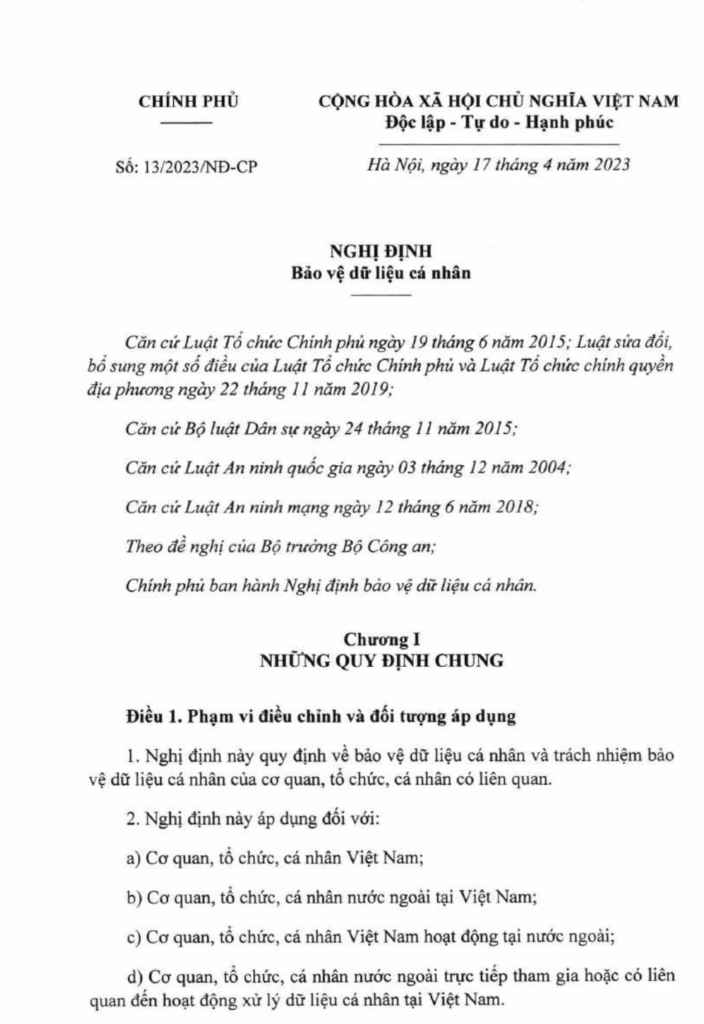 CHÍNH PHỦ
CỘNG HÒA XÃ HỘI CHỦ NGHĨA VIỆT NAM
Độc lập - Tự do - Hạnh phúc
Số: 13/2023/NĐ-CP
Hà Nội, ngày 17 tháng 4 năm 2023
NGHỊ ĐỊNH
Bảo vệ dữ liệu cá nhân
Căn cứ Luật Tổ chức Chính phủ ngày 19 tháng 6 năm 2015; Luật sửa đổi,
bổ sung một số điều của Luật Tổ chức Chính phủ và Luật Tổ chức chính quyền
địa phương ngày 22 tháng 11 năm 2019;
Căn cứ Bộ luật Dân sự ngày 24 tháng 11 năm 2015;
Căn cứ Luật An ninh quốc gia ngày 03 tháng 12 năm 2004;
Căn cứ Luật An ninh mạng ngày 12 tháng 6 năm 2018;
Theo đề nghị của Bộ trưởng Bộ Công an;
Chính phủ ban hành Nghị định bảo vệ dữ liệu cá nhân.
Chương I
NHỮNG QUY ĐỊNH CHUNG
Điều 1. Phạm vi điều chỉnh và đối tượng áp dụng
1. Nghị định này quy định về bảo vệ dữ liệu cá nhân và trách nhiệm bảo
vệ dữ liệu cá nhân của cơ quan, tổ chức, cá nhân có liên quan.
2. Nghị định này áp dụng đối với:
a) Cơ quan, tổ chức, cá nhân Việt Nam;
b) Cơ quan, tổ chức, cá nhân nước ngoài tại Việt Nam;
c) Cơ quan, tổ chức, cá nhân Việt Nam hoạt động tại nước ngoài;
d) Cơ quan, tổ chức, cá nhân nước ngoài trực tiếp tham gia hoặc có liên
quan đến hoạt động xử lý dữ liệu cá nhân tại Việt Nam.